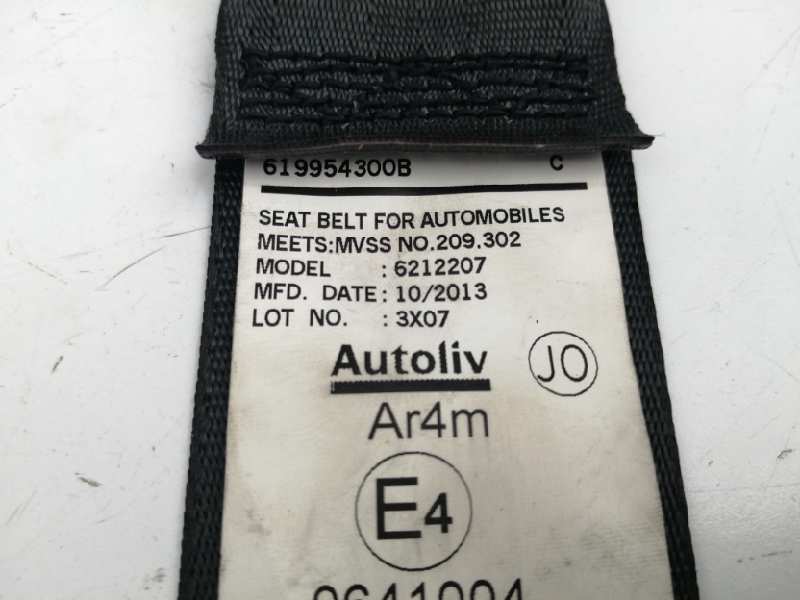 619954300B C
SEAT BELT FOR AUTOMOBILES
MEETS:MVSS NO.209.302
MODEL : 6212207
MFD. DATE : 10/2013
LOT NO. : 3X07
Autoliv JO
Ar4m
E4